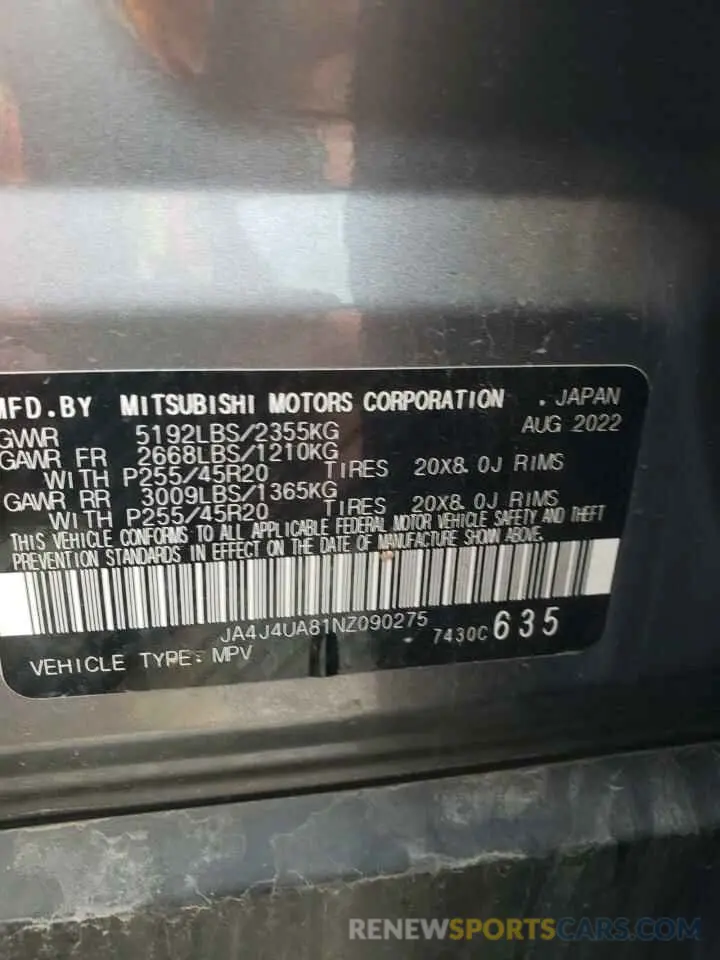 MFD.BY MITSUBISHI MOTORS CORPORATION . JAPAN
GVWR 5192LBS/2355KG AUG 2022
GAWR FR 2668LBS/1210KG
WITH P255/45R20 TIRES 20X8.0J RIMS
GAWR RR 3009LBS/1365KG
WITH P255/45R20 TIRES 20X8.0J RIMS
THIS VEHICLE CONFORMS TO ALL APPLICABLE FEDERAL MOTOR VEHICLE SAFETY AND THEFT
PREVENTION STANDARDS IN EFFECT ON THE DATE OF MANUFACTURE SHOWN ABOVE.
JA4J4UA81NZ090275 7430C 635
VEHICLE TYPE: MPV
RENEWSPORTSCARS.COM